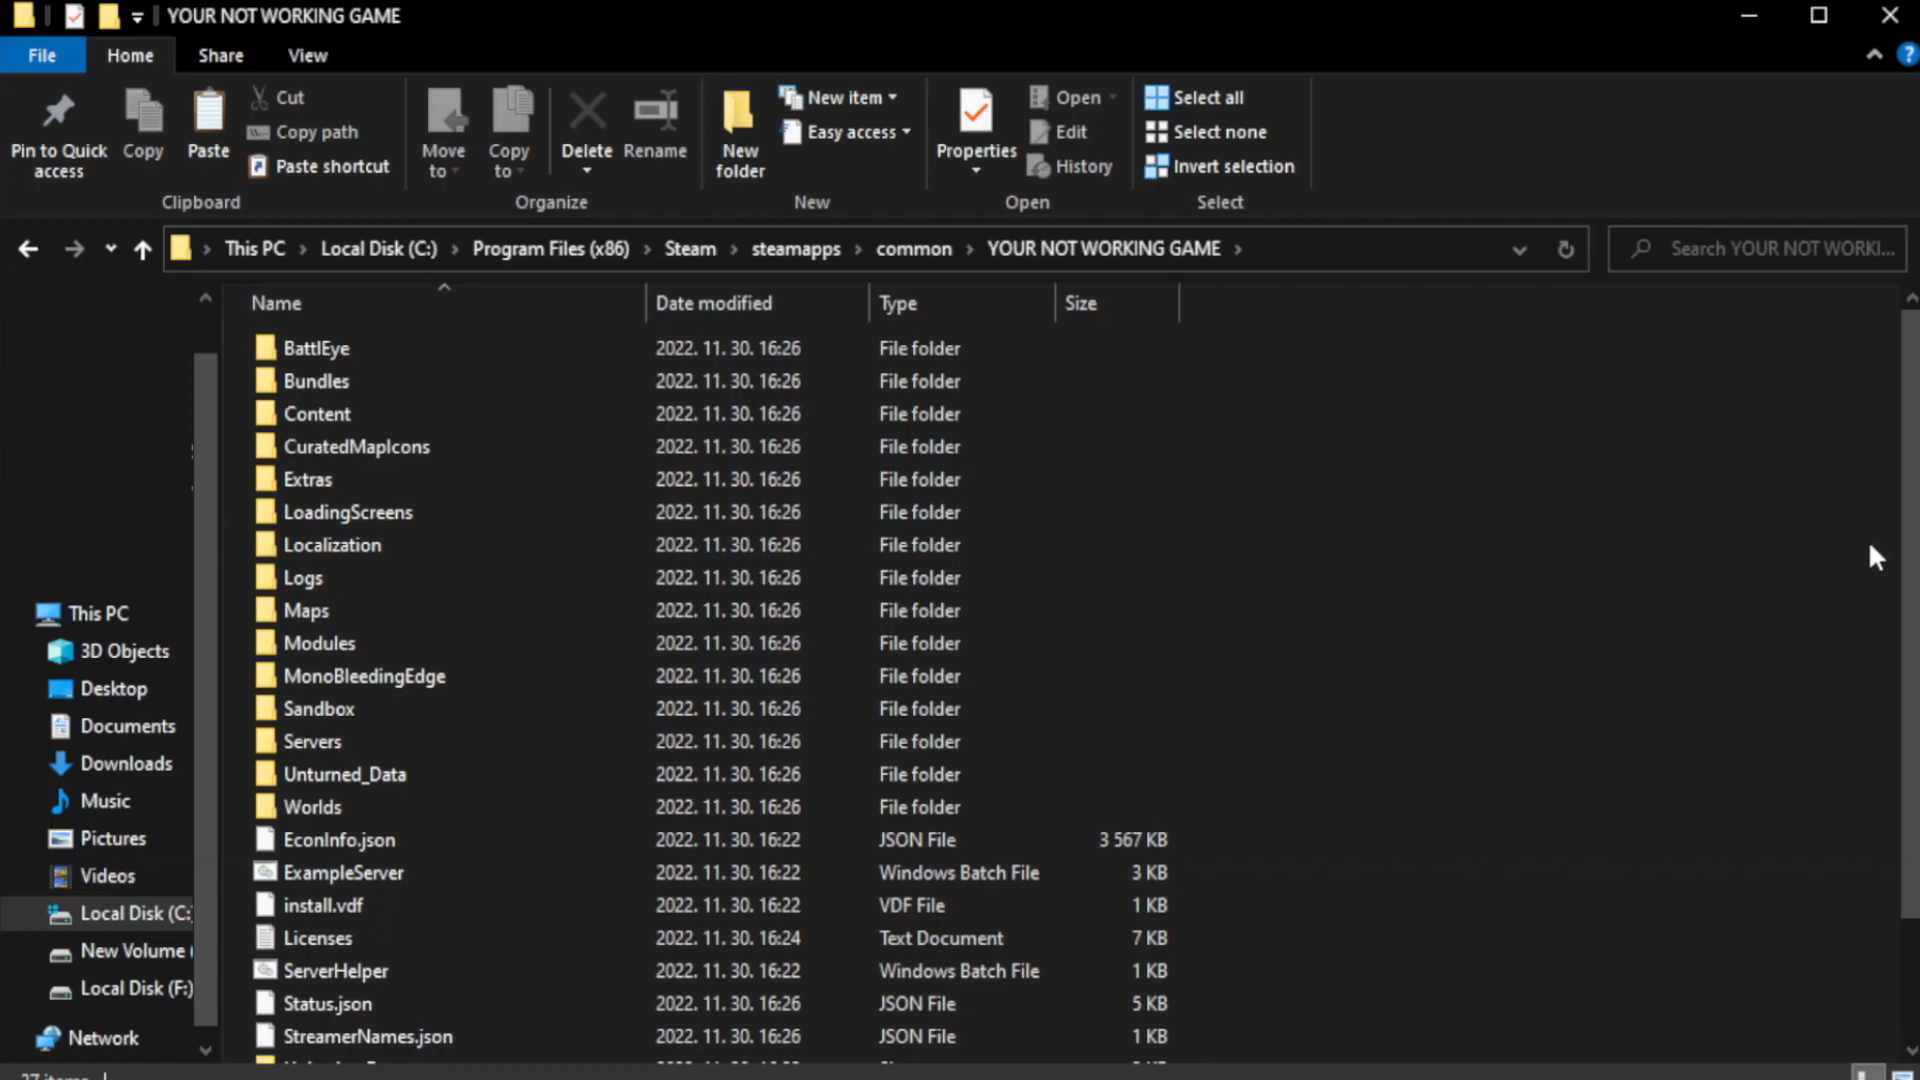 YOUR NOT WORKING GAME
File Home Share View
Pin to Quick access
Copy
Paste
Cut
Copy path
Paste shortcut
Clipboard
Move to
Copy to
Delete
Rename
Organize
New folder
New item
Easy access
New
Properties
Open
Edit
History
Open
Select all
Select none
Invert selection
Select
This PC Local Disk (C:) Program Files (x86) Steam steamapps common YOUR NOT WORKING GAME
Search YOUR NOT WORKI...
Name Date modified Type Size
BattlEye 2022. 11. 30. 16:26 File folder
Bundles 2022. 11. 30. 16:26 File folder
Content 2022. 11. 30. 16:26 File folder
CuratedMapIcons 2022. 11. 30. 16:26 File folder
Extras 2022. 11. 30. 16:26 File folder
LoadingScreens 2022. 11. 30. 16:26 File folder
Localization 2022. 11. 30. 16:26 File folder
Logs 2022. 11. 30. 16:26 File folder
Maps 2022. 11. 30. 16:26 File folder
Modules 2022. 11. 30. 16:26 File folder
MonoBleedingEdge 2022. 11. 30. 16:26 File folder
Sandbox 2022. 11. 30. 16:26 File folder
Servers 2022. 11. 30. 16:26 File folder
Unturned_Data 2022. 11. 30. 16:26 File folder
Worlds 2022. 11. 30. 16:26 File folder
EconInfo.json 2022. 11. 30. 16:22 JSON File 3 567 KB
ExampleServer 2022. 11. 30. 16:22 Windows Batch File 3 KB
install.vdf 2022. 11. 30. 16:22 VDF File 1 KB
Licenses 2022. 11. 30. 16:24 Text Document 7 KB
ServerHelper 2022. 11. 30. 16:22 Windows Batch File 1 KB
Status.json 2022. 11. 30. 16:26 JSON File 5 KB
StreamerNames.json 2022. 11. 30. 16:26 JSON File 1 KB
This PC
3D Objects
Desktop
Documents
Downloads
Music
Pictures
Videos
Local Disk (C:)
New Volume (
Local Disk (F:)
Network